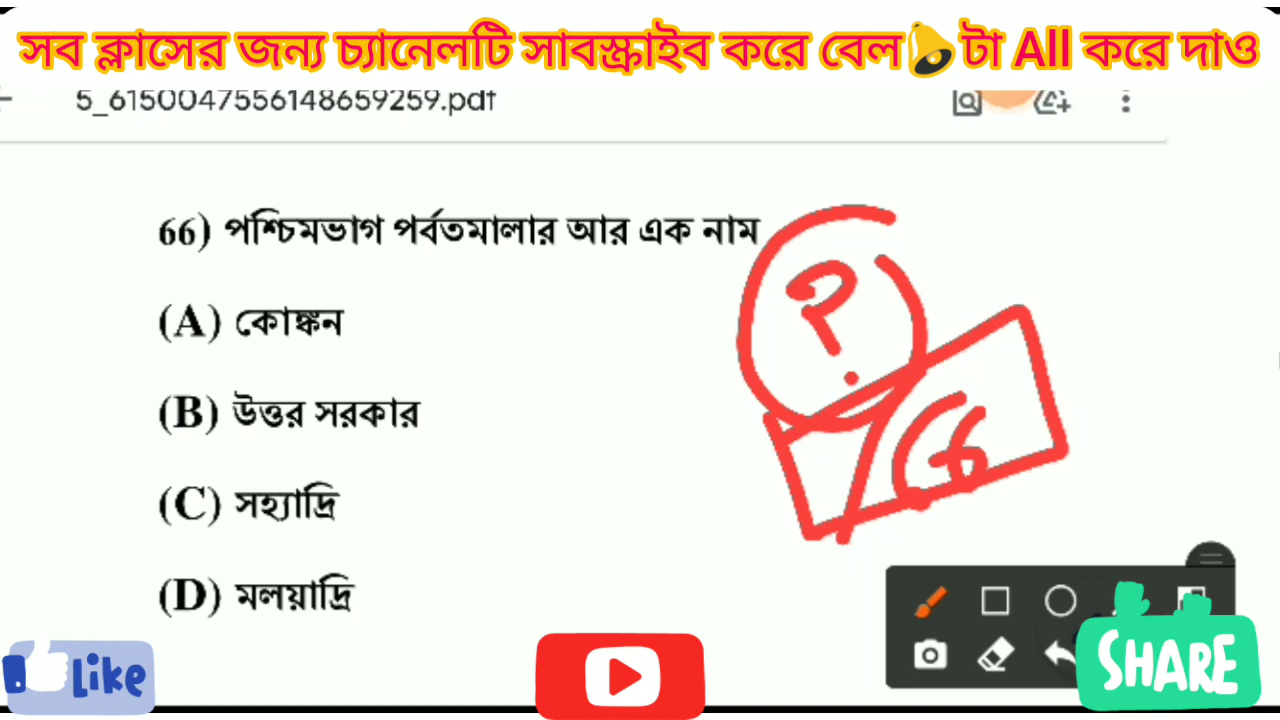 সব ক্লাসের জন্য চ্যানেলটি সাবস্ক্রাইব করে বেল টা All করে দাও
5_6150047556148659259.pdf
66) পশ্চিমভাগ পর্বতমালার আর এক নাম
?
(A) কোঙ্কন
(B) উত্তর সরকার
(C) সহ্যাদ্রি
(D) মলয়াদ্রি
Like
SHARE